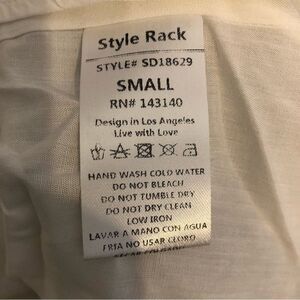 Style Rack
STYLE# SD18629
SMALL
RN# 143140
Design in Los Angeles
Live with Love
HAND WASH COLD WATER
DO NOT BLEACH
DO NOT TUMBLE DRY
DO NOT DRY CLEAN
LOW IRON
LAVAR A MANO CON AGUA
FRIA NO USAR CLORO